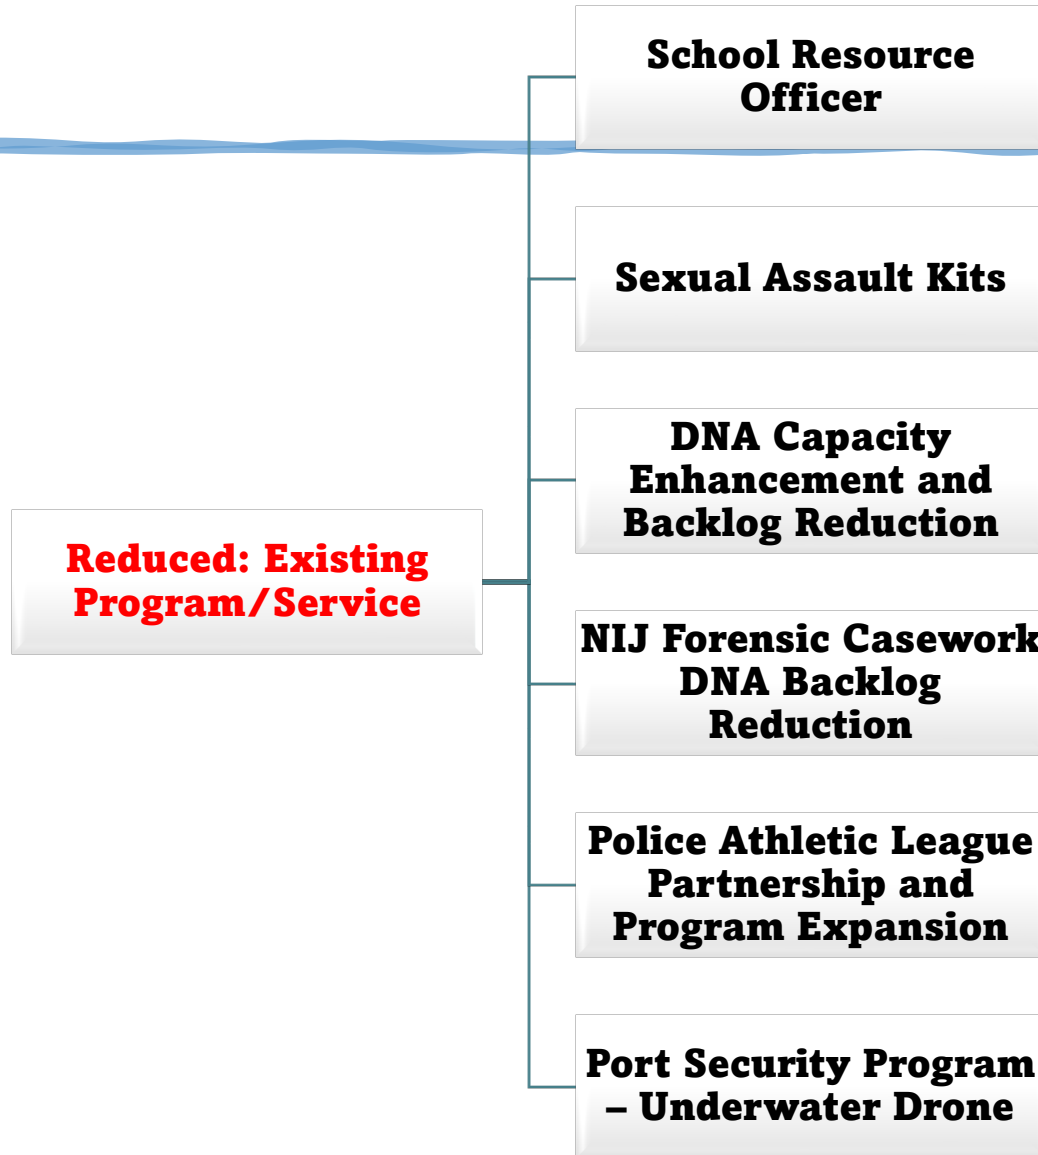 School Resource
Officer
Sexual Assault Kits
DNA Capacity
Enhancement and
Backlog Reduction
Reduced: Existing
Program/Service
NIJ Forensic Casework
DNA Backlog
Reduction
Police Athletic League
Partnership and
Program Expansion
Port Security Program
– Underwater Drone